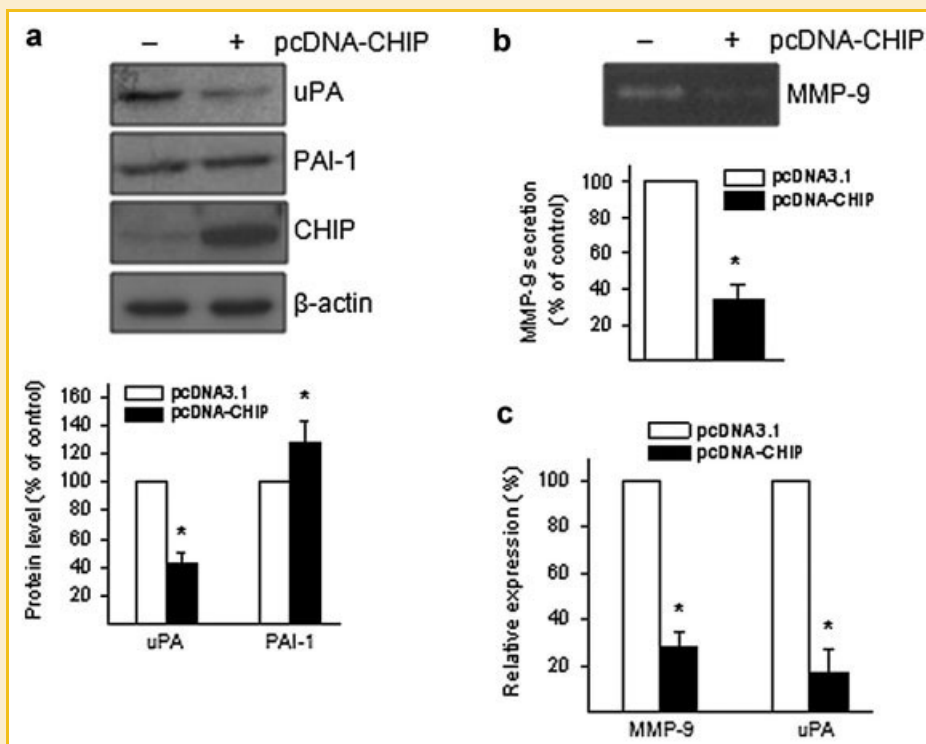 a
− + pcDNA-CHIP
uPA
PAI-1
CHIP
β-actin
pcDNA3.1
pcDNA-CHIP
Protein level (% of control)
160
140
120
100
80
60
40
20
*
*
uPA PAI-1
b
− + pcDNA-CHIP
MMP-9
pcDNA3.1
pcDNA-CHIP
MMP-9 secretion
(% of control)
100
80
60
40
20
*
c
pcDNA3.1
pcDNA-CHIP
Relative expression (%)
100
80
60
40
20
*
*
MMP-9 uPA